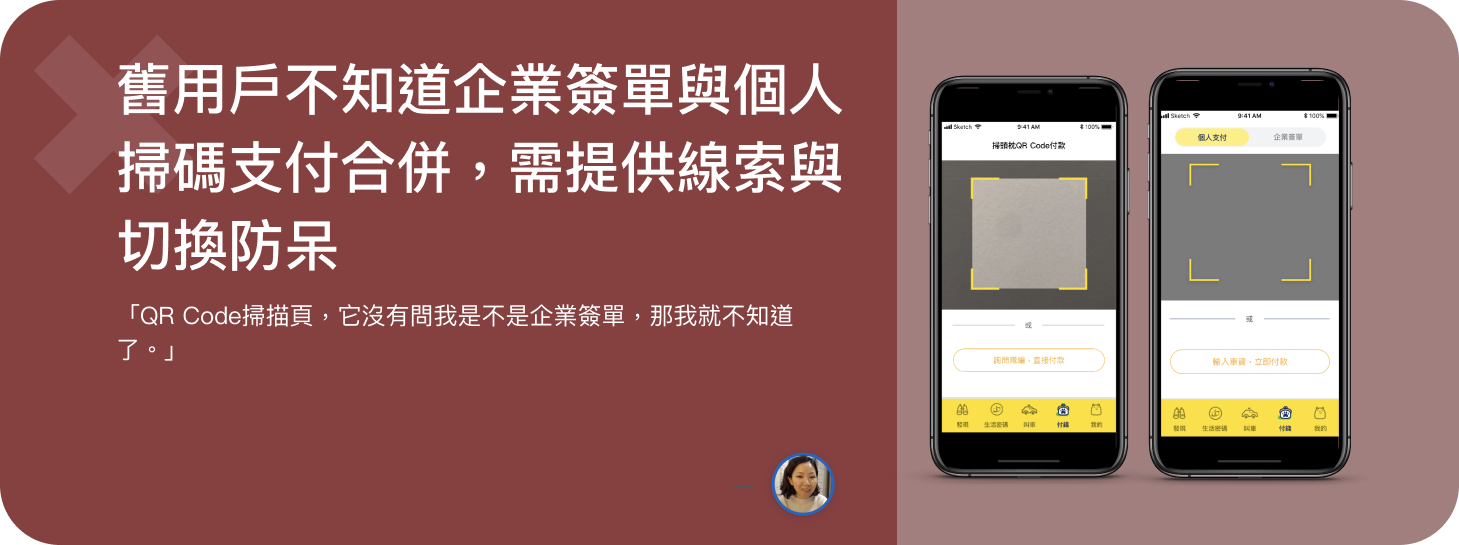 舊用戶不知道企業簽單與個人
掃碼支付合併，需提供線索與
切換防呆
「QR Code掃描頁，它沒有問我是不是企業簽單，那我就不知道
了。」
Sketch 9:41 AM 100%
掃頭枕QR Code付款
或
詢問隊編，直接付款
發現 生活密碼 叫車 付錢 我的
Sketch 9:41 AM 100%
個人支付 企業簽單
或
輸入車資，立即付款
發現 生活密碼 叫車 付錢 我的